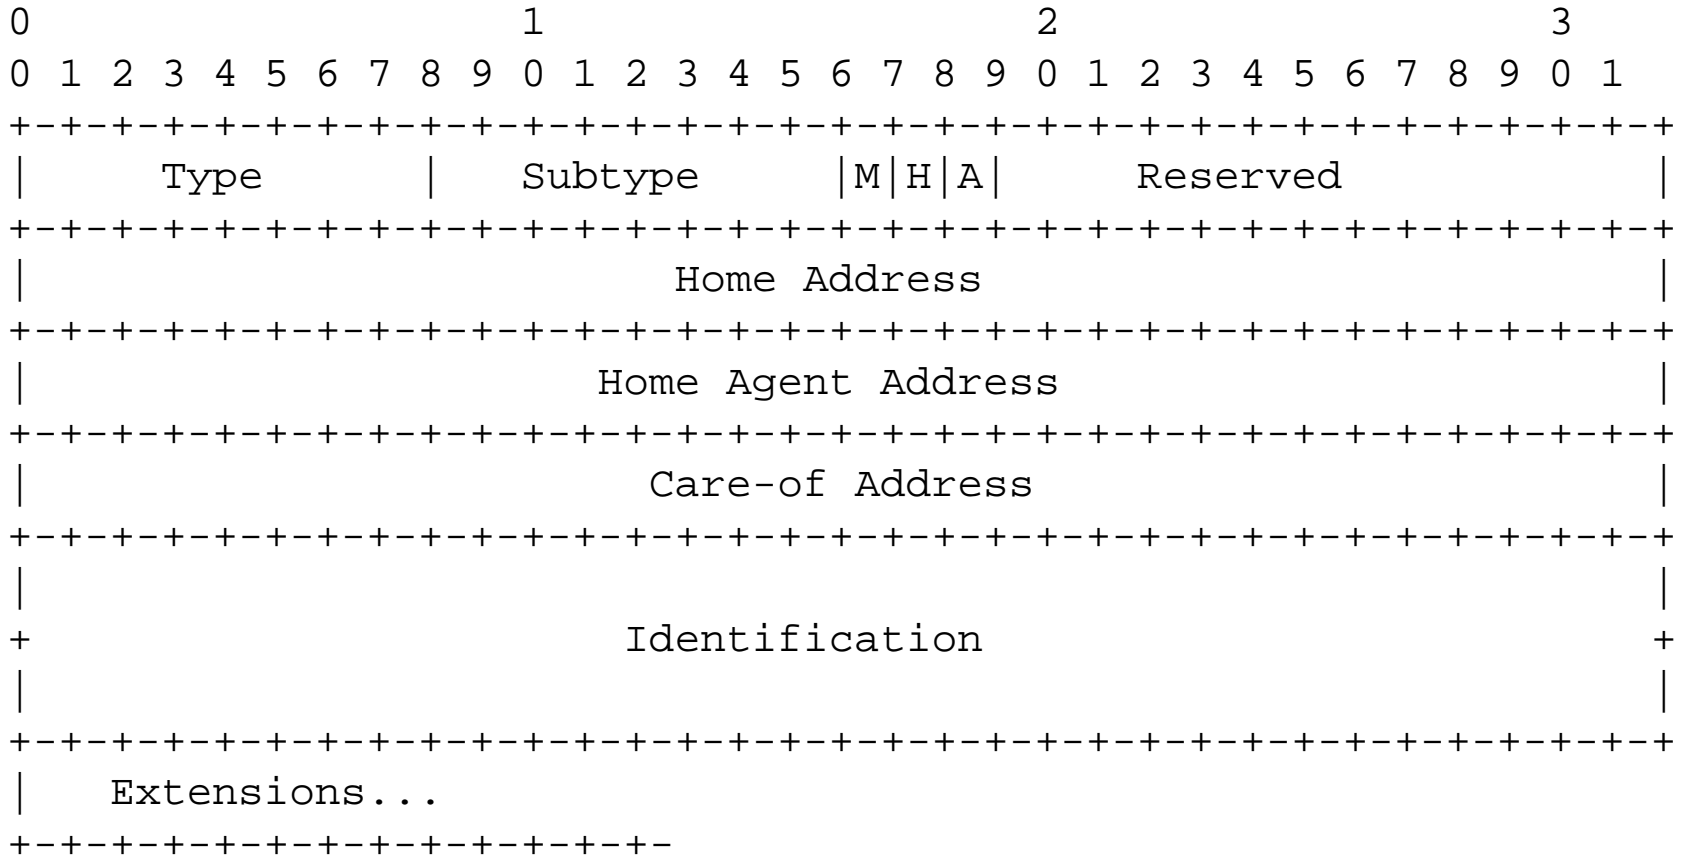 0                   1                   2                   3
0 1 2 3 4 5 6 7 8 9 0 1 2 3 4 5 6 7 8 9 0 1 2 3 4 5 6 7 8 9 0 1
+-+-+-+-+-+-+-+-+-+-+-+-+-+-+-+-+-+-+-+-+-+-+-+-+-+-+-+-+-+-+-+-+
|     Type      |   Subtype     |M|H|A|     Reserved            |
+-+-+-+-+-+-+-+-+-+-+-+-+-+-+-+-+-+-+-+-+-+-+-+-+-+-+-+-+-+-+-+-+
|                         Home Address                          |
+-+-+-+-+-+-+-+-+-+-+-+-+-+-+-+-+-+-+-+-+-+-+-+-+-+-+-+-+-+-+-+-+
|                      Home Agent Address                       |
+-+-+-+-+-+-+-+-+-+-+-+-+-+-+-+-+-+-+-+-+-+-+-+-+-+-+-+-+-+-+-+-+
|                        Care-of Address                        |
+-+-+-+-+-+-+-+-+-+-+-+-+-+-+-+-+-+-+-+-+-+-+-+-+-+-+-+-+-+-+-+-+
|                                                               |
+                       Identification                          +
|                                                               |
+-+-+-+-+-+-+-+-+-+-+-+-+-+-+-+-+-+-+-+-+-+-+-+-+-+-+-+-+-+-+-+-+
|   Extensions...
+-+-+-+-+-+-+-+-+-+-+-+-+-